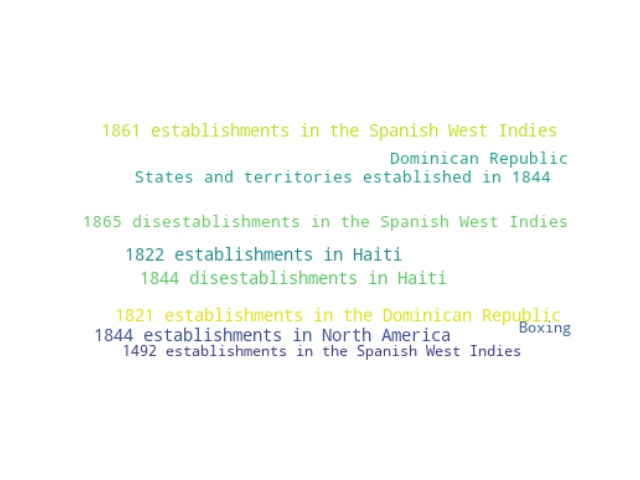 1861 establishments in the Spanish West Indies
Dominican Republic
States and territories established in 1844
1865 disestablishments in the Spanish West Indies
1822 establishments in Haiti
1844 disestablishments in Haiti
1821 establishments in the Dominican Republic
Boxing
1844 establishments in North America
1492 establishments in the Spanish West Indies